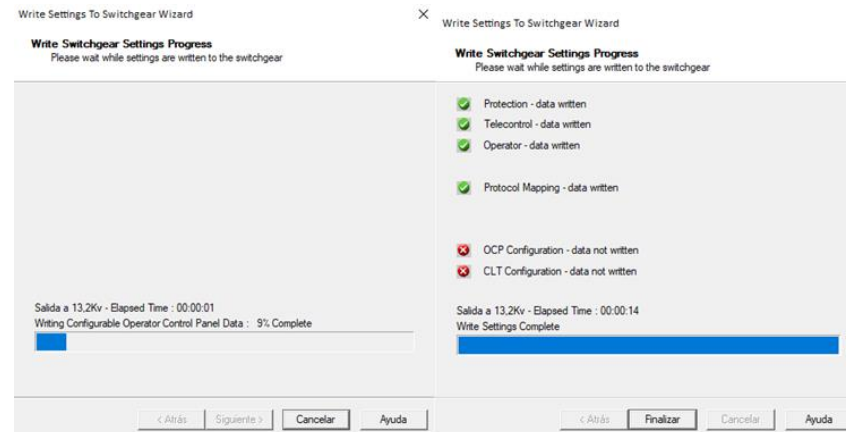 Write Settings To Switchgear Wizard
Write Switchgear Settings Progress
Please wait while settings are written to the switchgear
Salida a 13,2Kv - Elapsed Time : 00:00:01
Writing Configurable Operator Control Panel Data : 9% Complete
< Atrás
Siguiente >
Cancelar
Ayuda
Write Settings To Switchgear Wizard
Write Switchgear Settings Progress
Please wait while settings are written to the switchgear
Protection - data written
Telecontrol - data written
Operator - data written
Protocol Mapping - data written
OCP Configuration - data not written
CLT Configuration - data not written
Salida a 13,2Kv - Elapsed Time : 00:00:14
Write Settings Complete
< Atrás
Finalizar
Cancelar
Ayuda